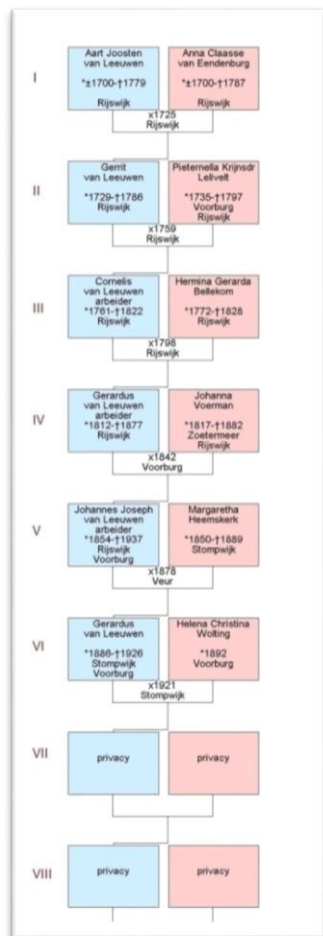 I
Aart Joosten
van Leeuwen
*±1700-†1779
Rijswijk
Anna Claasse
van Eendenburg
*±1700-†1787
Rijswijk
x1725
Rijswijk
II
Gerrit
van Leeuwen
*1729-†1786
Rijswijk
Pieternella Krijnsdr
Lelivelt
*1735-†1797
Voorburg
Rijswijk
x1759
Rijswijk
III
Cornelis
van Leeuwen
arbeider
*1761-†1822
Rijswijk
Hermina Gerarda
Bellekom
*1772-†1828
Rijswijk
x1798
Rijswijk
IV
Gerardus
van Leeuwen
arbeider
*1812-†1877
Rijswijk
Johanna
Voerman
*1817-†1882
Zoetermeer
Rijswijk
x1842
Voorburg
V
Johannes Joseph
van Leeuwen
arbeider
*1854-†1937
Rijswijk
Voorburg
Margaretha
Heemskerk
*1850-†1889
Stompwijk
x1878
Veur
VI
Gerardus
van Leeuwen
*1886-†1926
Stompwijk
Voorburg
Helena Christina
Wolting
*1892
Voorburg
x1921
Stompwijk
VII
privacy
privacy
VIII
privacy
privacy